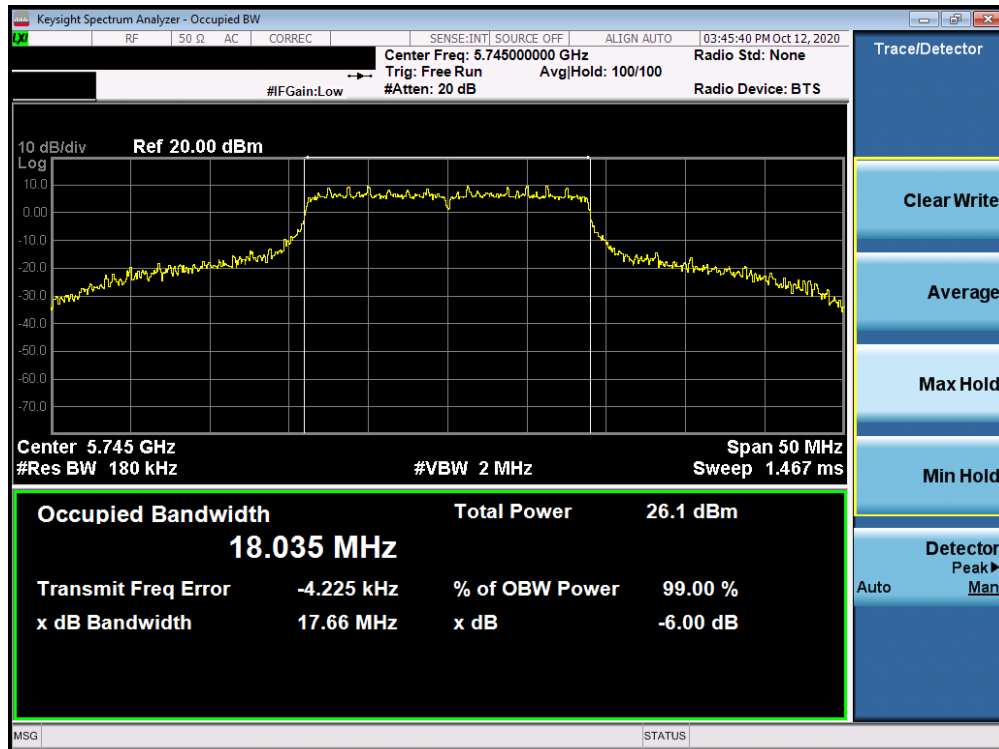 Keysight Spectrum Analyzer - Occupied BW
LXI RF 50 Ω AC CORREC SENSE:INT SOURCE OFF ALIGN AUTO 03:45:40 PM Oct 12, 2020
Center Freq: 5.745000000 GHz Radio Std: None
Trig: Free Run Avg|Hold: 100/100
#IFGain:Low #Atten: 20 dB Radio Device: BTS
10 dB/div Ref 20.00 dBm
Log
10.0
0.00
-10.0
-20.0
-30.0
-40.0
-50.0
-60.0
-70.0
Center 5.745 GHz Span 50 MHz
#Res BW 180 kHz #VBW 2 MHz Sweep 1.467 ms
Occupied Bandwidth Total Power 26.1 dBm
18.035 MHz
Transmit Freq Error -4.225 kHz % of OBW Power 99.00 %
x dB Bandwidth 17.66 MHz x dB -6.00 dB
MSG STATUS
Trace/Detector
Clear Write
Average
Max Hold
Min Hold
Detector
Peak▶
Auto Man